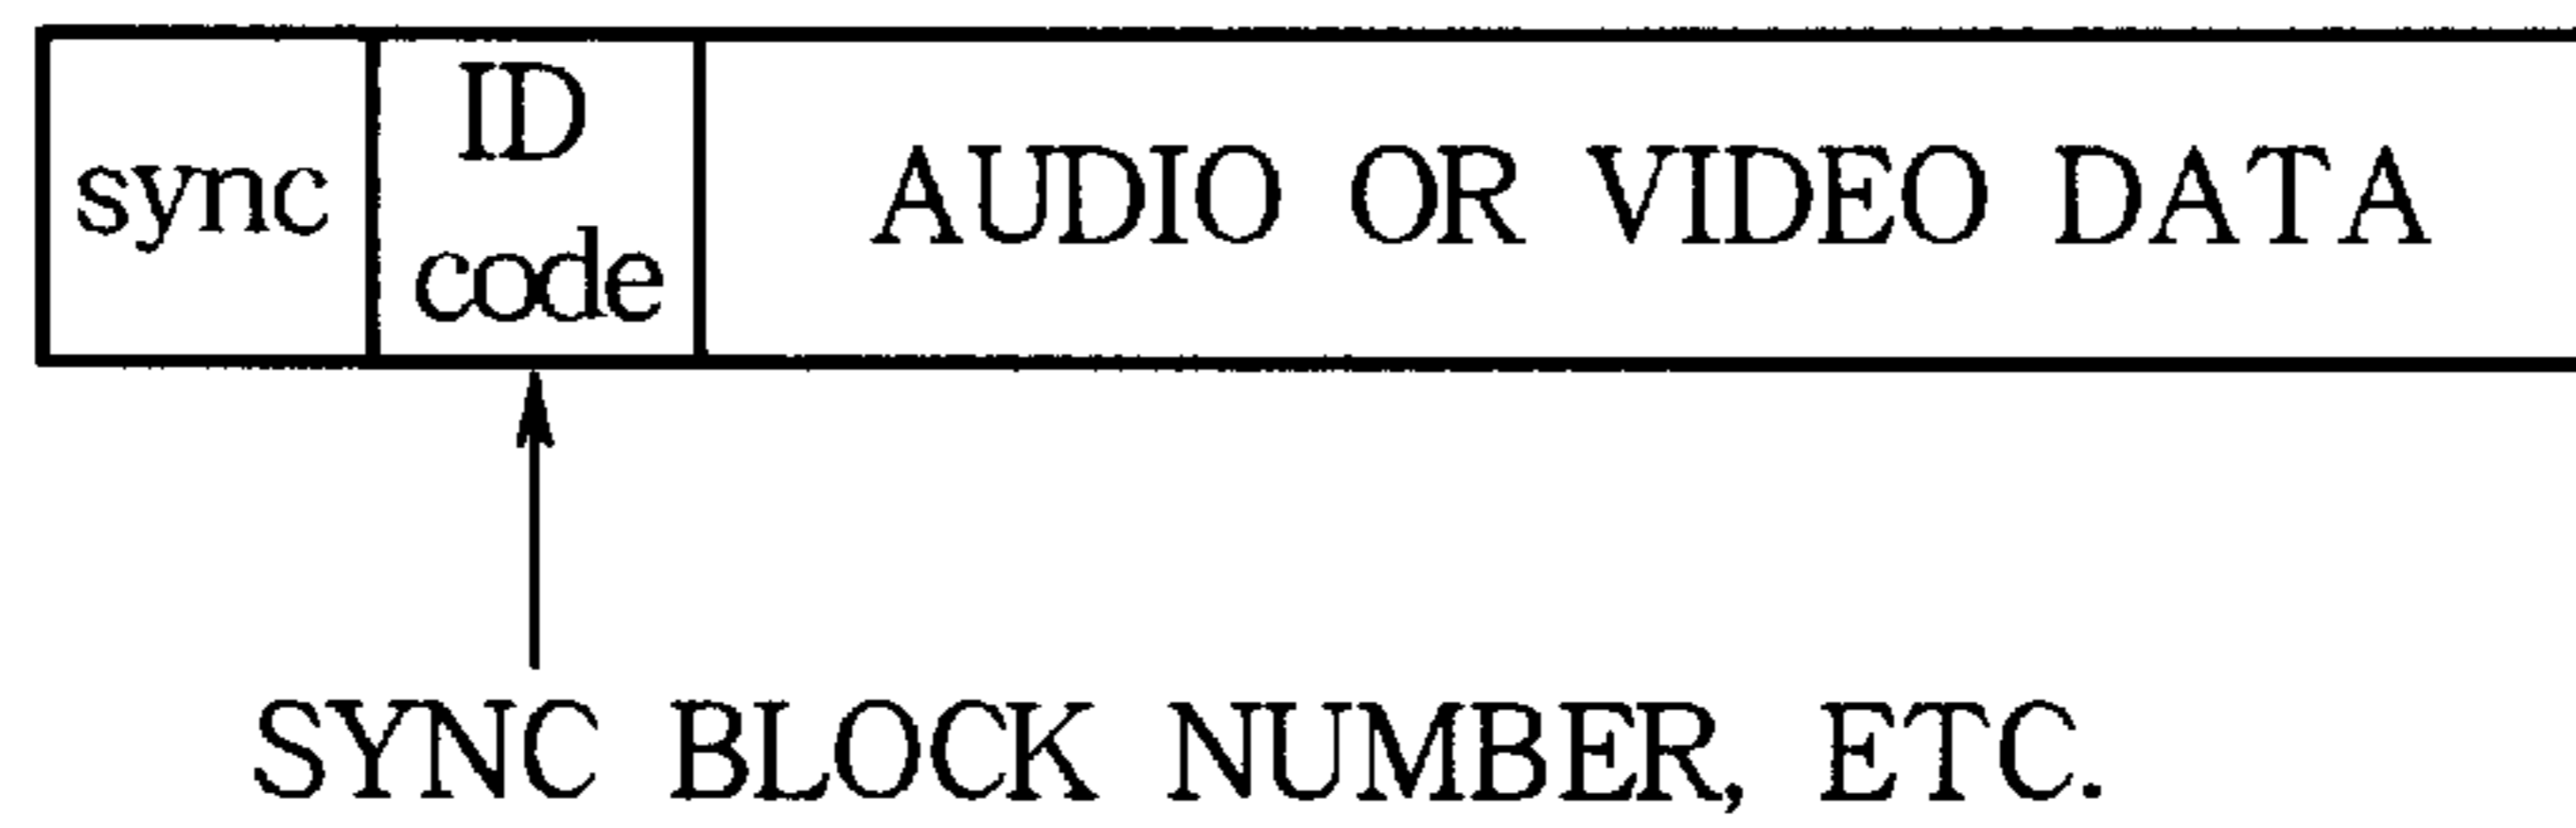 sync
ID
code
AUDIO OR VIDEO DATA
SYNC BLOCK NUMBER, ETC.